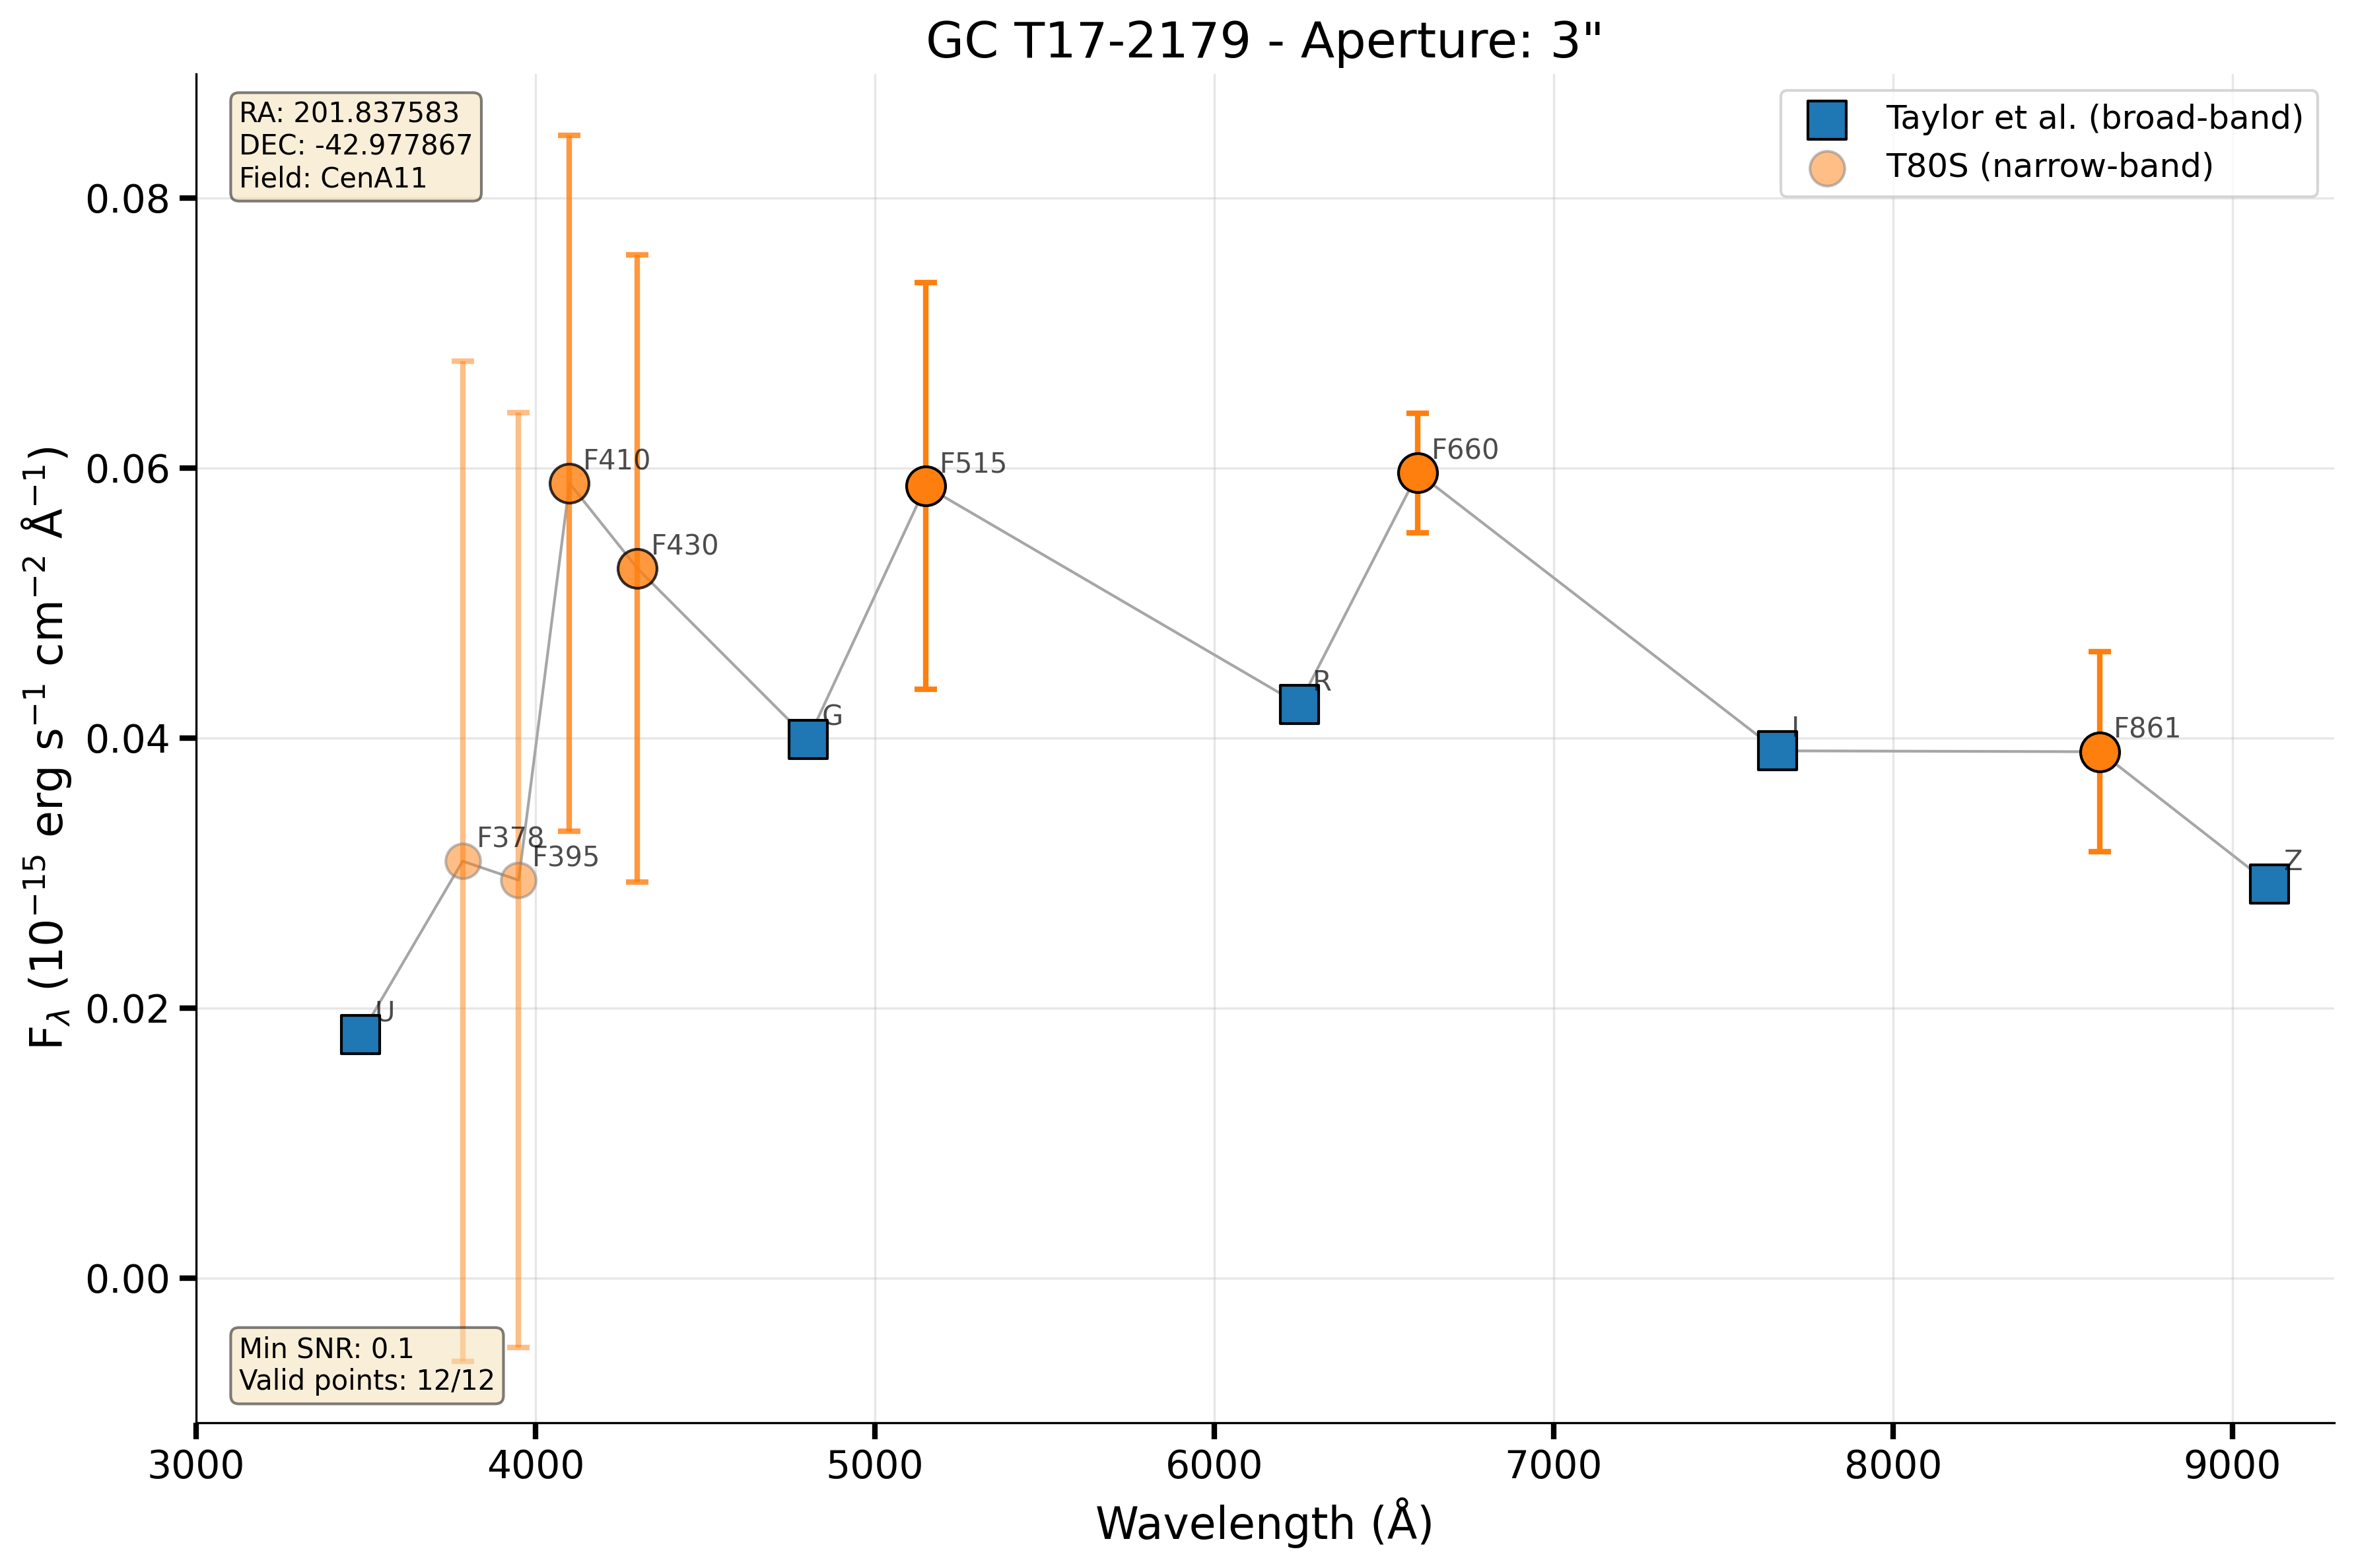 GC T17-2179 - Aperture: 3"
RA: 201.837583
DEC: -42.977867
Field: CenA11
Taylor et al. (broad-band)
T80S (narrow-band)
F$_{\lambda}$ (10$^{-15}$ erg s$^{-1}$ cm$^{-2}$ Å$^{-1}$)
0.08
0.06
0.04
0.02
0.00
U
F378
F395
F410
F430
G
F515
R
F660
I
F861
Z
Min SNR: 0.1
Valid points: 12/12
3000 4000 5000 6000 7000 8000 9000
Wavelength (Å)